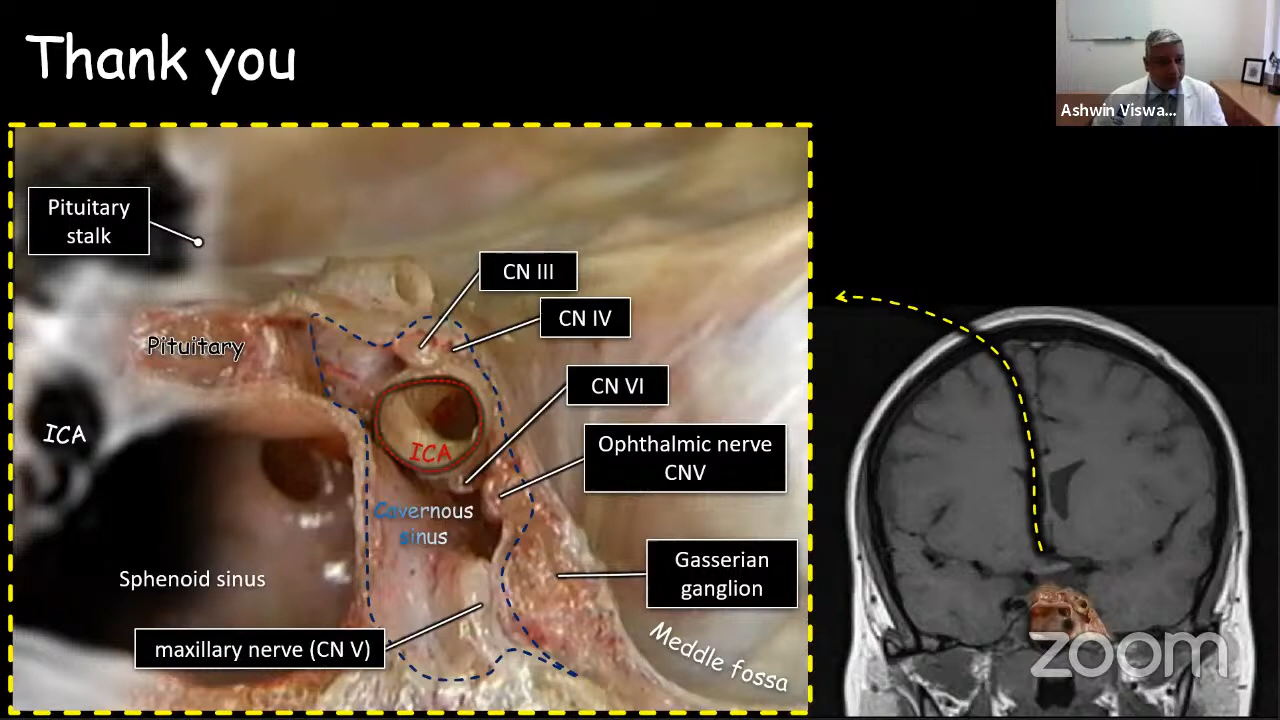 Thank you
Ashwin Viswa...
Pituitary
stalk
CN III
CN IV
Pituitary
CN VI
ICA
ICA
Ophthalmic nerve
CNV
Cavernous
sinus
Gasserian
ganglion
Sphenoid sinus
maxillary nerve (CN V)
Meddle fossa
zoom